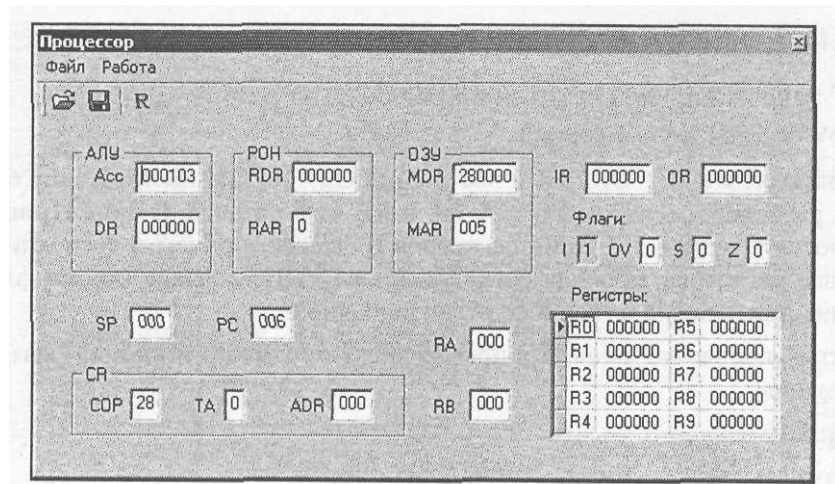 Процессор
Файл Работа
R
АЛУ
Acc 000103
DR 000000
РОН
RDR 000000
RAR 0
ОЗУ
MDR 280000
MAR 005
IR 000000 OR 000000
Флаги:
I 1 OV 0 S 0 Z 0
SP 000 PC 006
RA 000
RB 000
CR
COP 28 TA 0 ADR 000
Регистры:
R0 000000 R5 000000
R1 000000 R6 000000
R2 000000 R7 000000
R3 000000 R8 000000
R4 000000 R9 000000